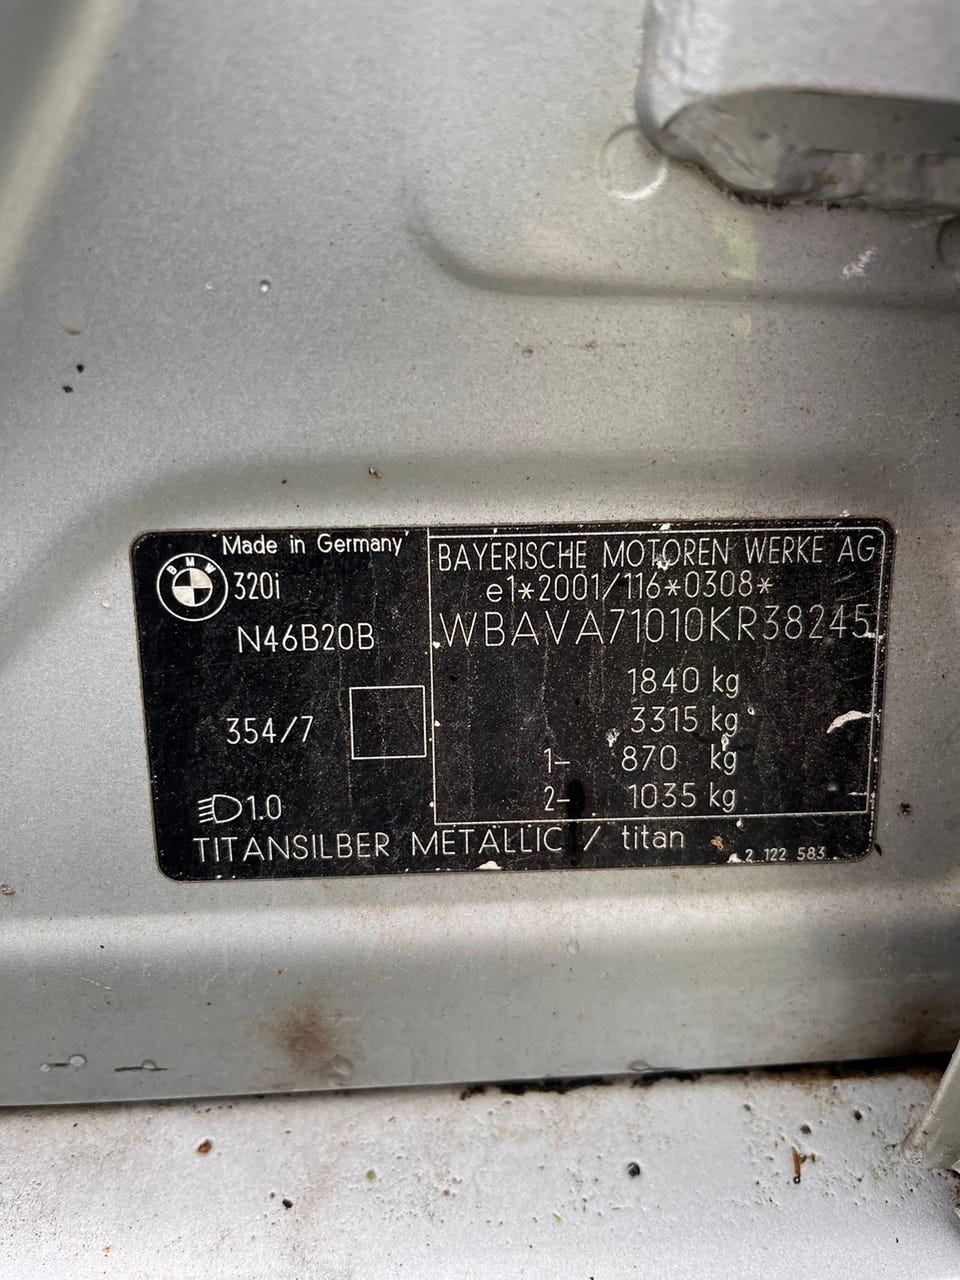 Made in Germany
BMW
320i
N46B20B
354/7
1.0
BAYERISCHE MOTOREN WERKE AG
e1*2001/116*0308*
WBAVA71010KR38245
1840 kg
3315 kg
1- 870 kg
2- 1035 kg
TITANSILBER METALLIC / titan
2 122 583